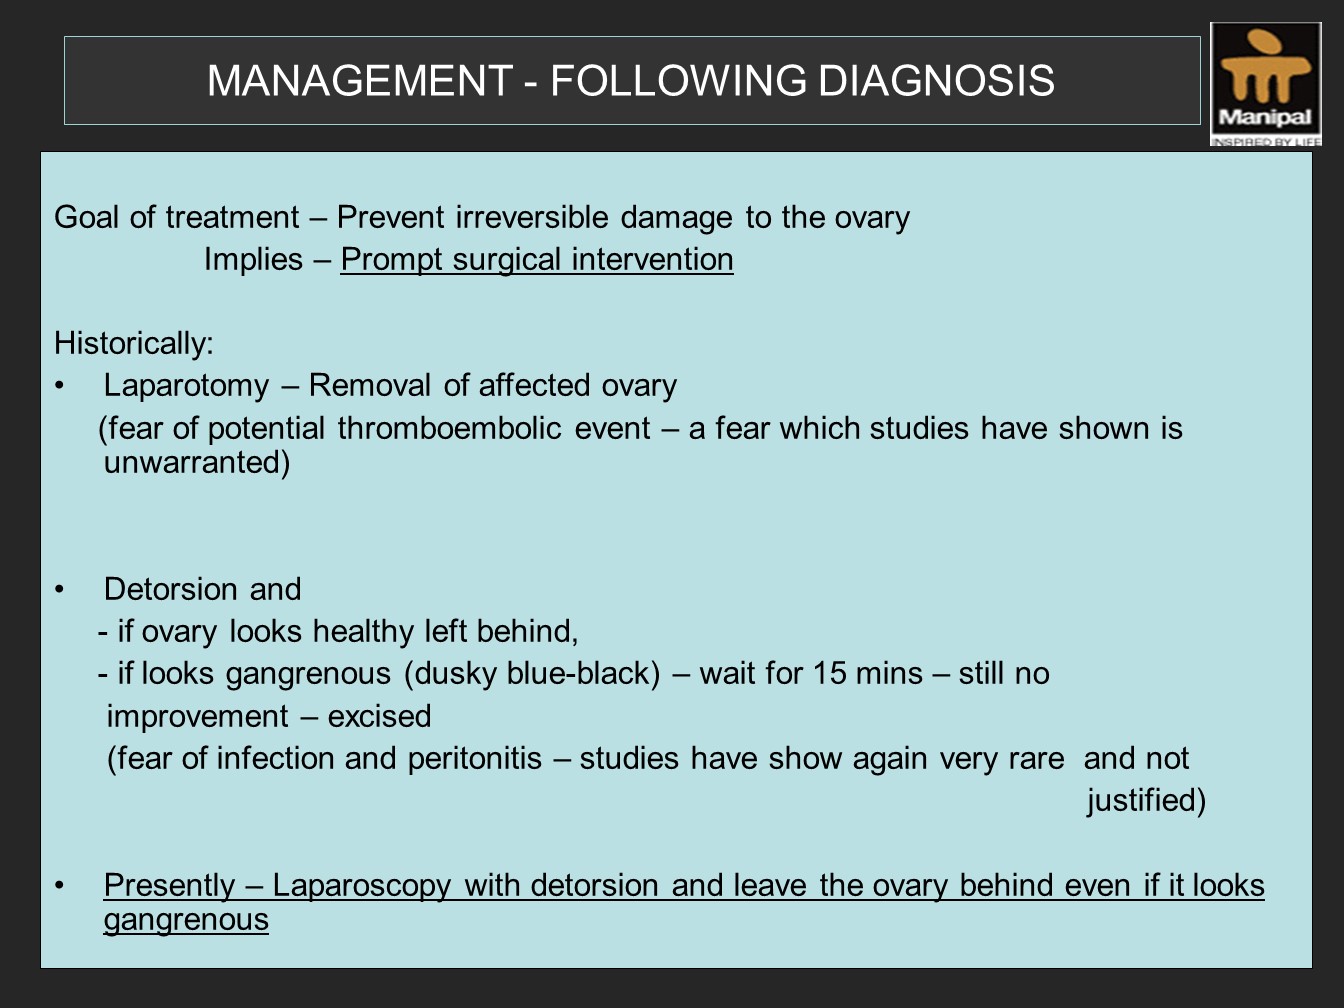 MANAGEMENT - FOLLOWING DIAGNOSIS
Manipal
INSPIRED BY LIFE
Goal of treatment – Prevent irreversible damage to the ovary
Implies – Prompt surgical intervention
Historically:
• Laparotomy – Removal of affected ovary
(fear of potential thromboembolic event – a fear which studies have shown is
unwarranted)
• Detorsion and
- if ovary looks healthy left behind,
- if looks gangrenous (dusky blue-black) – wait for 15 mins – still no
improvement – excised
(fear of infection and peritonitis – studies have show again very rare and not
justified)
• Presently – Laparoscopy with detorsion and leave the ovary behind even if it looks
gangrenous